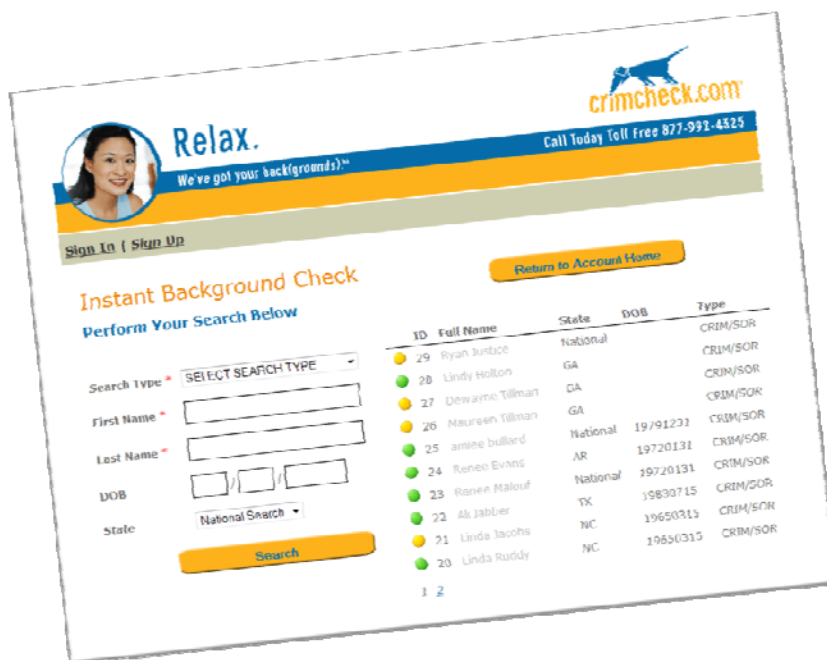 crimcheck.com
Relax.
We've got your back(grounds).℠
Call Today Toll Free 877-992-4325
Sign In | Sign Up
Instant Background Check
Perform Your Search Below
Return to Account Home
Search Type * SELECT SEARCH TYPE
First Name *
Last Name *
DOB / /
State National Search
Search
ID Full Name State DOB Type
29 Ryan Justice National CRIM/SOR
28 Lindy Holton GA CRIM/SOR
27 Dewayne Tillman GA CRIM/SOR
26 Maureen Tillman GA CRIM/SOR
25 amiee bullard National 19791231 CRIM/SOR
24 Renee Evans AR 19720131 CRIM/SOR
23 Renee Malouf National 19720131 CRIM/SOR
22 Ali Jabber TX 19830715 CRIM/SOR
21 Linda Jacobs NC 19650315 CRIM/SOR
20 Linda Ruddy NC 19650315 CRIM/SOR
1 2